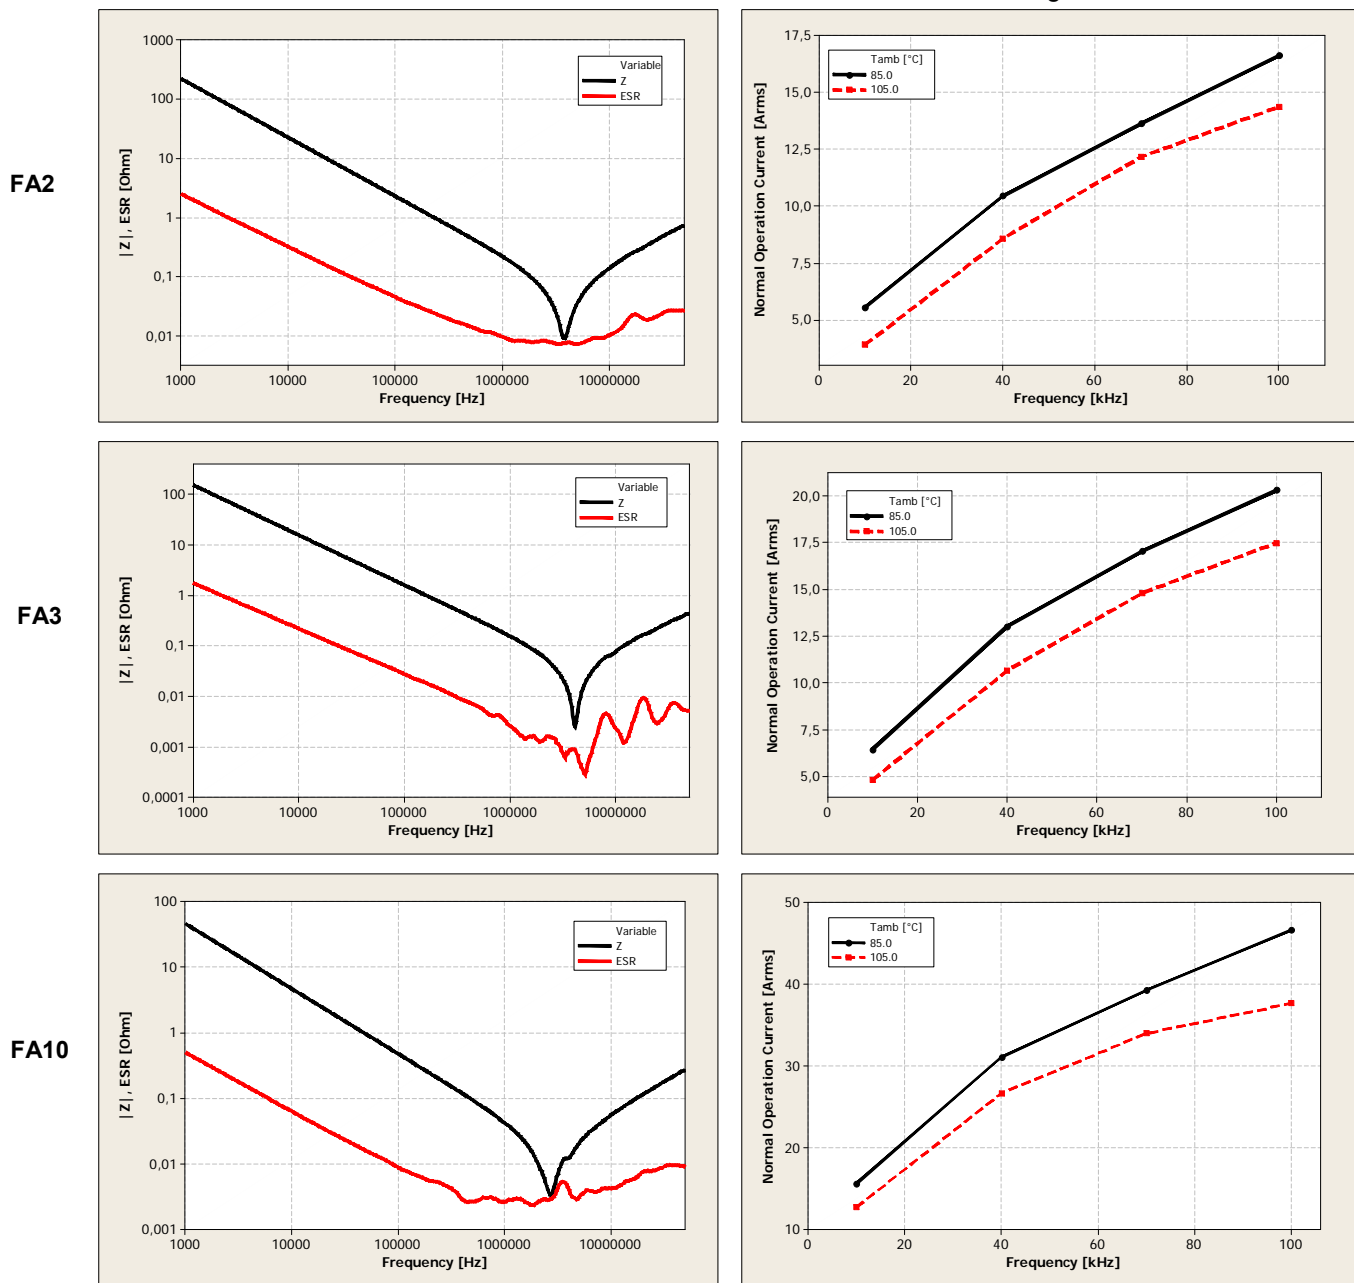 g
FA2
1000
100
10
1
0,1
0,01
|Z|, ESR [Ohm]
Variable
Z
ESR
1000 10000 100000 1000000 10000000
Frequency [Hz]
17,5
15,0
12,5
10,0
7,5
5,0
Normal Operation Current [Arms]
Tamb [°C]
85.0
105.0
0 20 40 60 80 100
Frequency [kHz]
FA3
100
10
1
0,1
0,01
0,001
0,0001
|Z|, ESR [Ohm]
Variable
Z
ESR
1000 10000 100000 1000000 10000000
Frequency [Hz]
20,0
17,5
15,0
12,5
10,0
7,5
5,0
Normal Operation Current [Arms]
Tamb [°C]
85.0
105.0
0 20 40 60 80 100
Frequency [kHz]
FA10
100
10
1
0,1
0,01
0,001
|Z|, ESR [Ohm]
Variable
Z
ESR
1000 10000 100000 1000000 10000000
Frequency [Hz]
50
40
30
20
10
Normal Operation Current [Arms]
Tamb [°C]
85.0
105.0
0 20 40 60 80 100
Frequency [kHz]